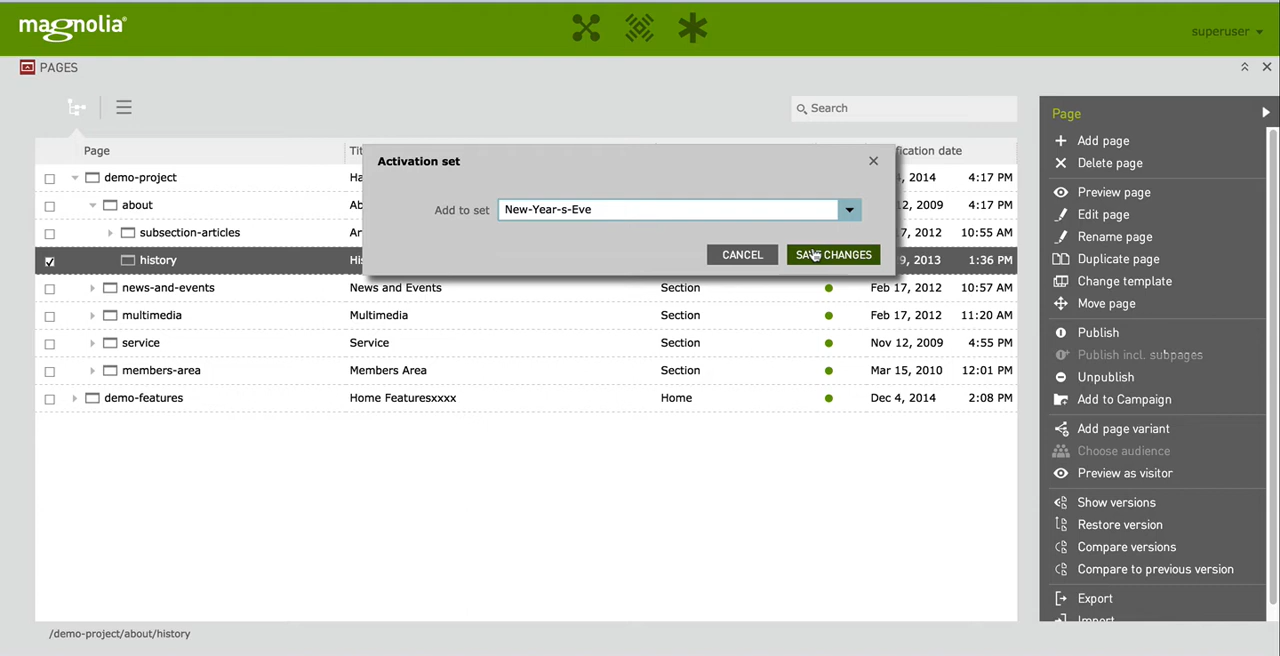 magnolia®
superuser
PAGES
Search
Page
Add page
Delete page
Preview page
Edit page
Rename page
Duplicate page
Change template
Move page
Publish
Publish incl. subpages
Unpublish
Add to Campaign
Add page variant
Choose audience
Preview as visitor
Show versions
Restore version
Compare versions
Compare to previous version
Export
Import
Activation set
Add to set New-Year-s-Eve
CANCEL SAVE CHANGES
Page
demo-project 2014 4:17 PM
about 2009 4:17 PM
subsection-articles 2012 10:55 AM
history 2013 1:36 PM
news-and-events News and Events Section Feb 17, 2012 10:57 AM
multimedia Multimedia Section Feb 17, 2012 11:20 AM
service Service Section Nov 12, 2009 4:55 PM
members-area Members Area Section Mar 15, 2010 12:01 PM
demo-features Home Featuresxxxx Home Dec 4, 2014 2:08 PM
/demo-project/about/history